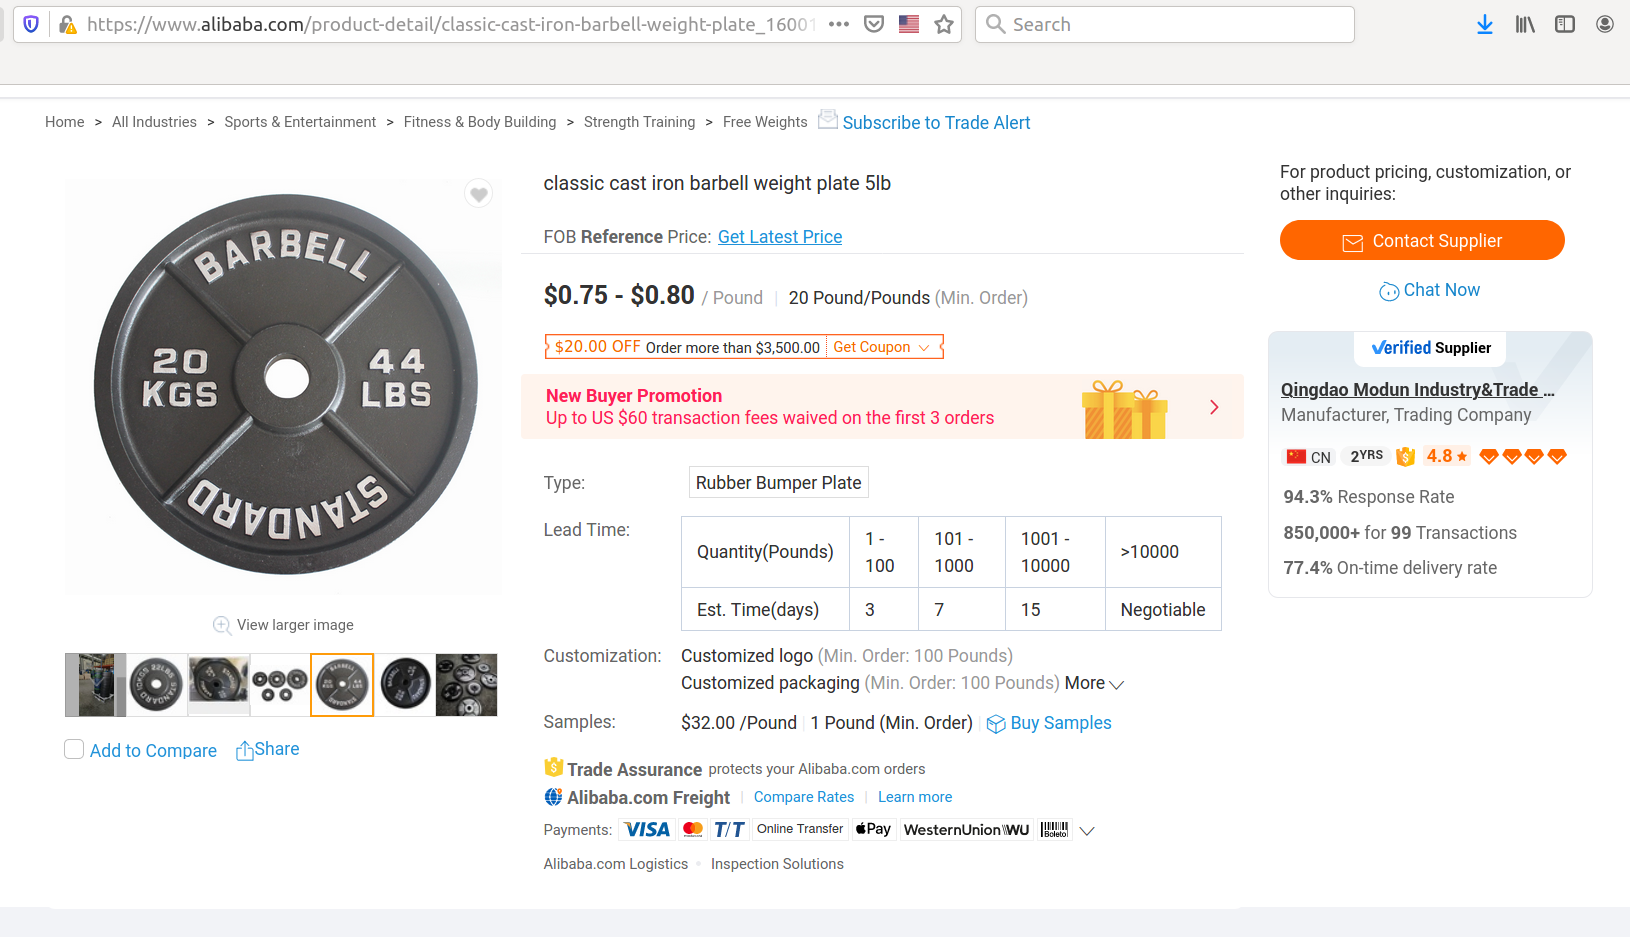 https://www.alibaba.com/product-detail/classic-cast-iron-barbell-weight-plate_16001
Search
Home > All Industries > Sports & Entertainment > Fitness & Body Building > Strength Training > Free Weights Subscribe to Trade Alert
BARBELL
20 KGS
44 LBS
STANDARD
View larger image
Add to Compare Share
classic cast iron barbell weight plate 5lb
FOB Reference Price: Get Latest Price
$0.75 - $0.80 / Pound | 20 Pound/Pounds (Min. Order)
$20.00 OFF Order more than $3,500.00 Get Coupon
New Buyer Promotion
Up to US $60 transaction fees waived on the first 3 orders
Type: Rubber Bumper Plate
Lead Time:
Quantity(Pounds) 1 - 100 101 - 1000 1001 - 10000 >10000
Est. Time(days) 3 7 15 Negotiable
Customization: Customized logo (Min. Order: 100 Pounds)
Customized packaging (Min. Order: 100 Pounds) More
Samples: $32.00 /Pound | 1 Pound (Min. Order) | Buy Samples
Trade Assurance protects your Alibaba.com orders
Alibaba.com Freight | Compare Rates | Learn more
Payments: VISA T/T Online Transfer Pay WesternUnion WU Boleto
Alibaba.com Logistics • Inspection Solutions
For product pricing, customization, or
other inquiries:
Contact Supplier
Chat Now
Verified Supplier
Qingdao Modun Industry&Trade ...
Manufacturer, Trading Company
CN 2YRS 4.8
94.3% Response Rate
850,000+ for 99 Transactions
77.4% On-time delivery rate